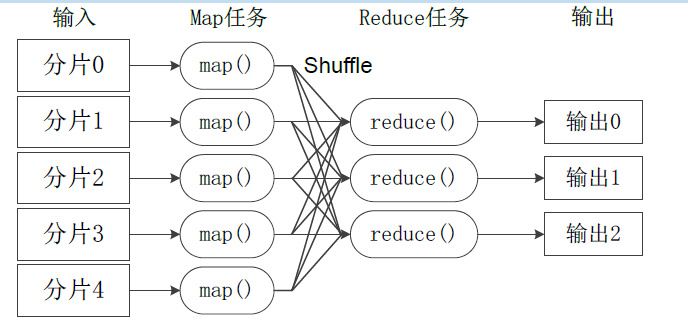 输入 Map任务 Reduce任务 输出
分片0 map() Shuffle
分片1 map() reduce() 输出0
分片2 map() reduce() 输出1
分片3 map() reduce() 输出2
分片4 map()